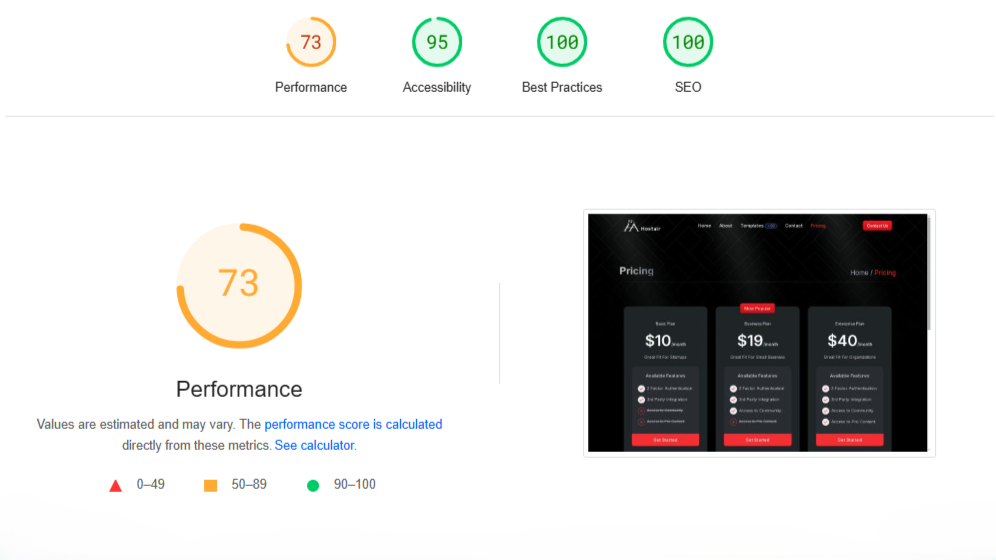 73 95 100 100
Performance Accessibility Best Practices SEO
73
Performance
Values are estimated and may vary. The performance score is calculated
directly from these metrics. See calculator.
0–49 50–89 90–100
Hostair Home About Templates Contact Pricing Contact Us
Pricing Home / Pricing
Most Popular
Basic Plan Business Plan Enterprise Plan
$10/month $19/month $40/month
Great Fit For Startups Great Fit For Small Business Great Fit For Organizations
Available Features Available Features Available Features
2 Factor Authentication 2 Factor Authentication 2 Factor Authentication
3rd Party Integration 3rd Party Integration 3rd Party Integration
Access to Community Access to Community Access to Community
Access to Pro Content Access to Pro Content Access to Pro Content
Get Started Get Started Get Started